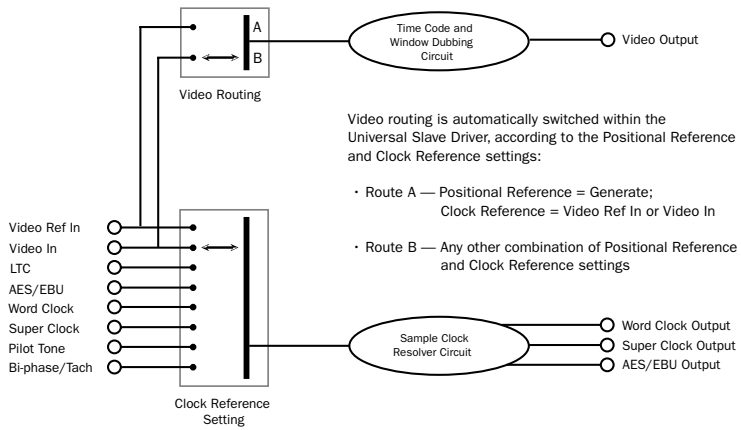 A
B
Video Routing
Time Code and
Window Dubbing
Circuit
Video Output
Video routing is automatically switched within the
Universal Slave Driver, according to the Positional Reference
and Clock Reference settings:
· Route A — Positional Reference = Generate;
Clock Reference = Video Ref In or Video In
· Route B — Any other combination of Positional Reference
and Clock Reference settings
Video Ref In
Video In
LTC
AES/EBU
Word Clock
Super Clock
Pilot Tone
Bi-phase/Tach
Clock Reference
Setting
Sample Clock
Resolver Circuit
Word Clock Output
Super Clock Output
AES/EBU Output